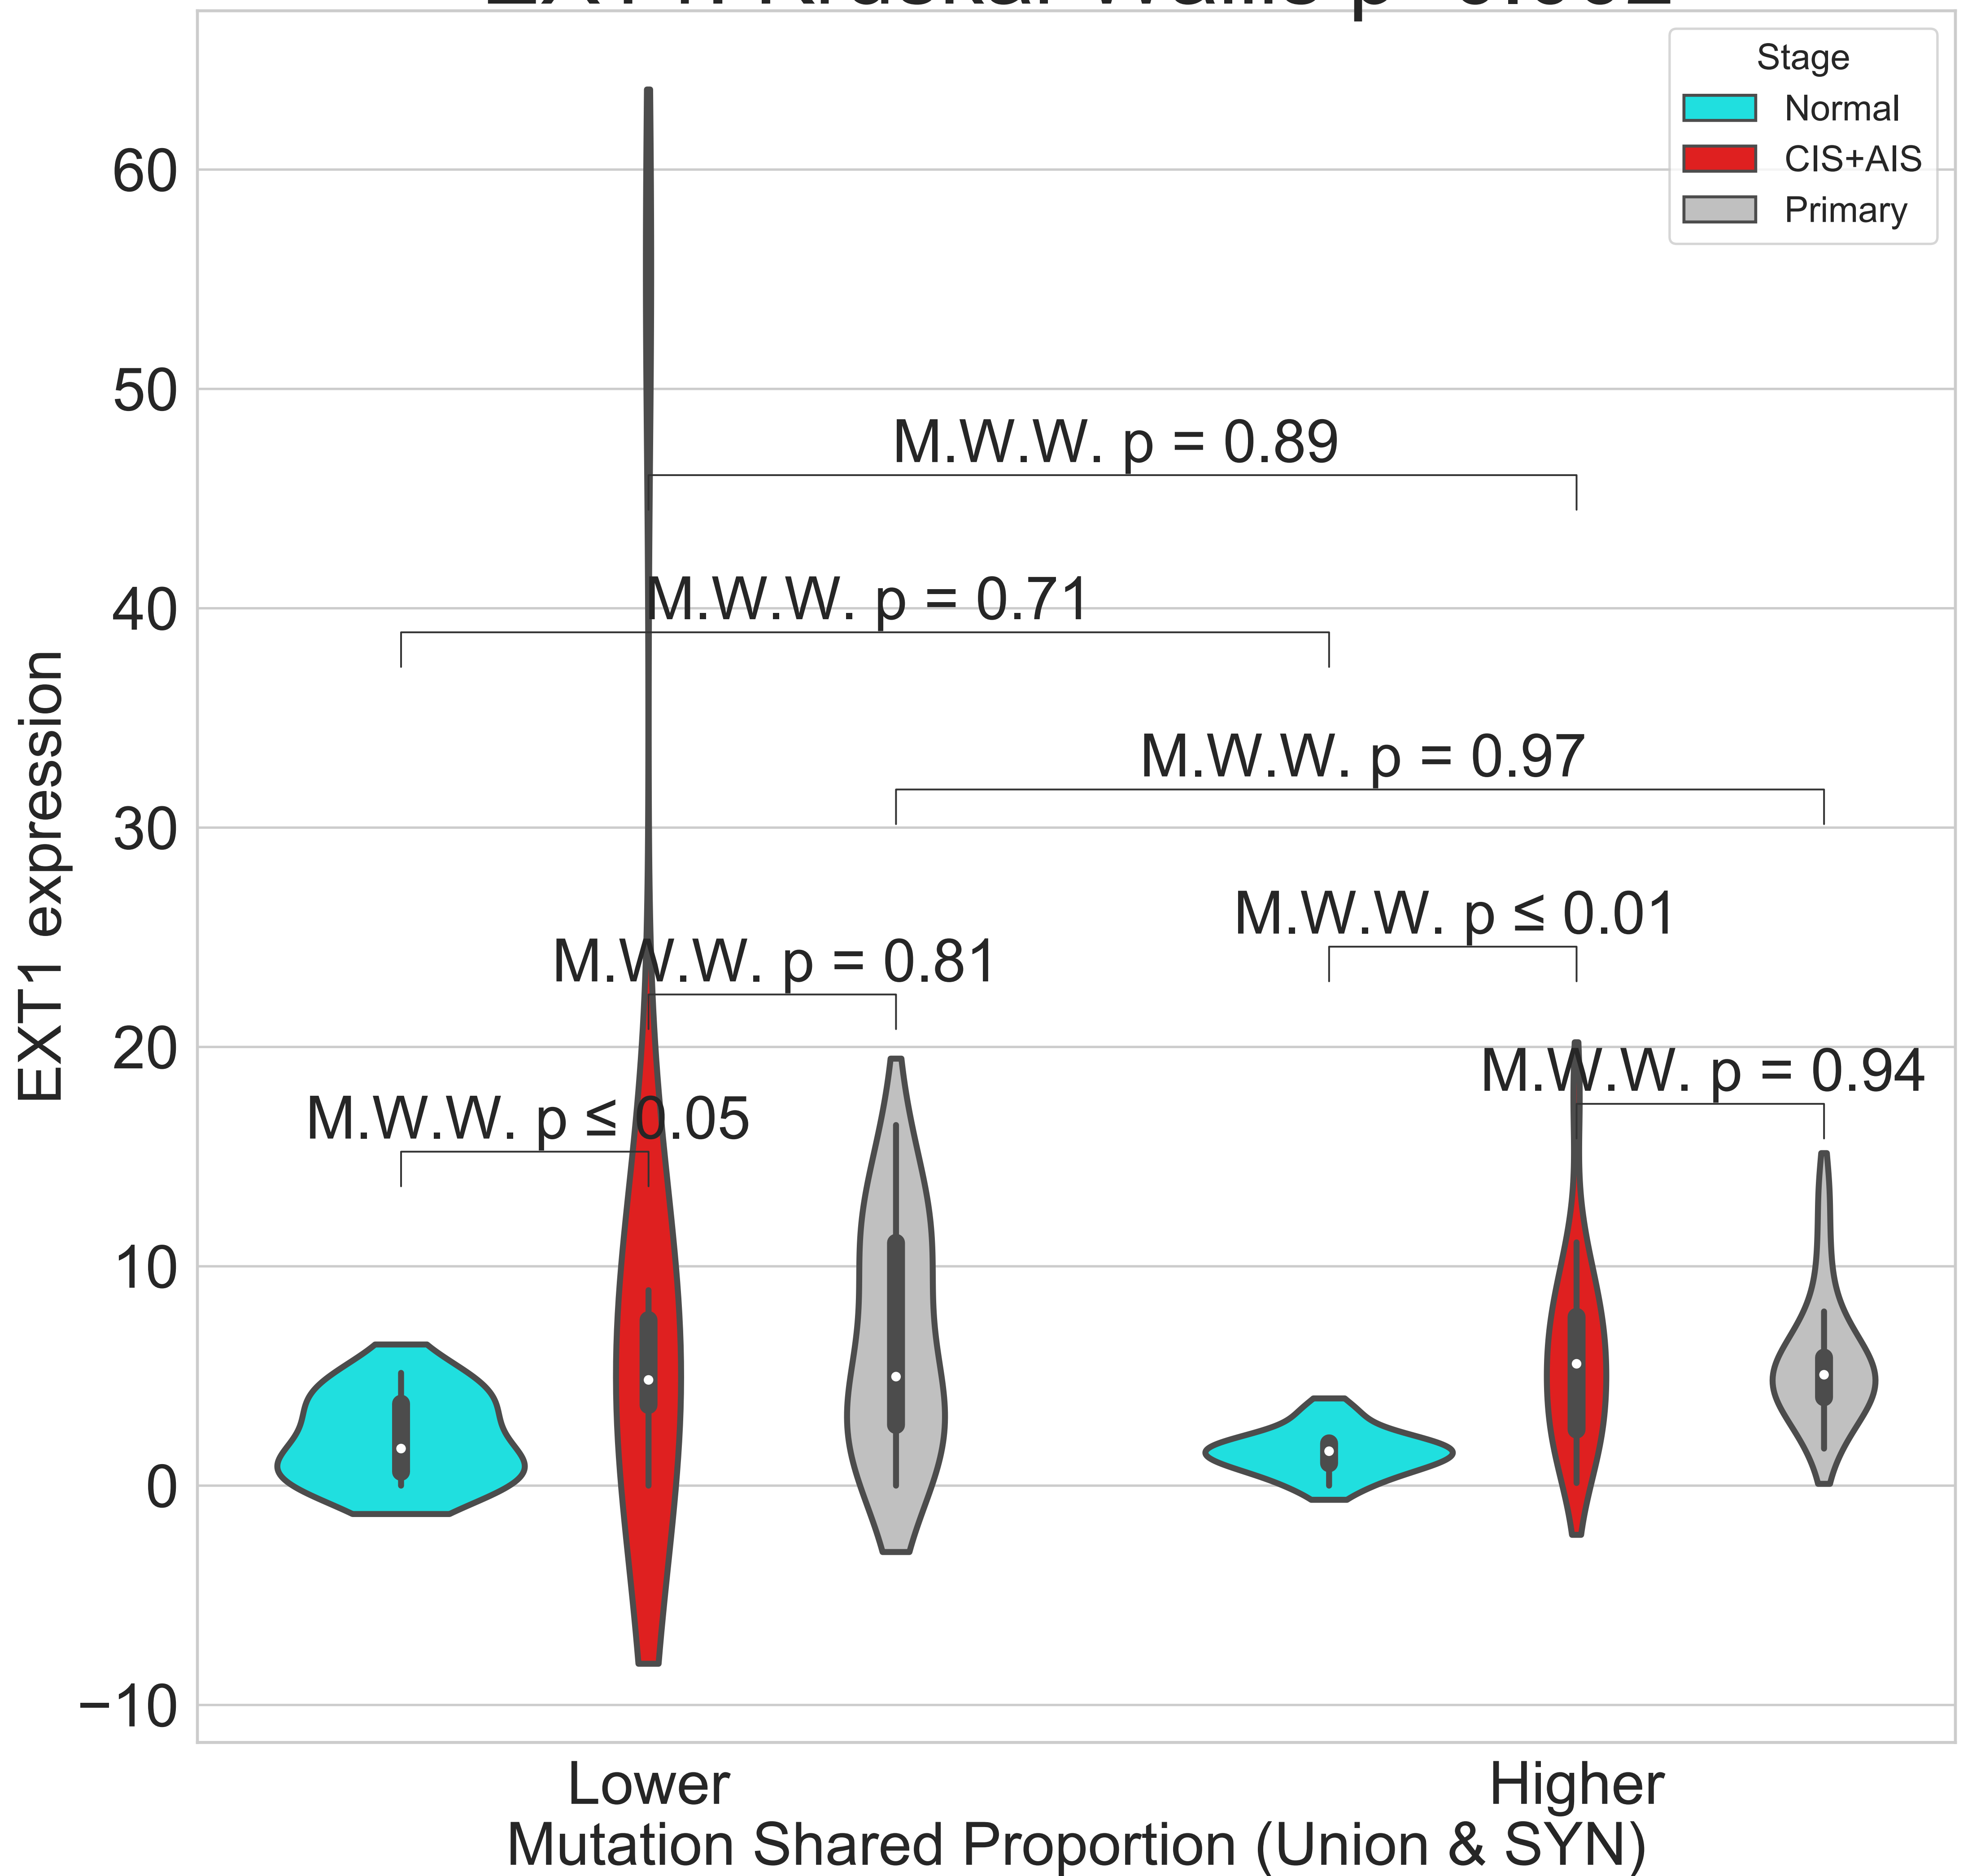 Stage
Normal
CIS+AIS
Primary
60
50
40
30
20
10
0
−10
EXT1 expression
M.W.W. p = 0.89
M.W.W. p = 0.71
M.W.W. p = 0.97
M.W.W. p ≤ 0.01
M.W.W. p = 0.81
M.W.W. p = 0.94
M.W.W. p ≤ 0.05
Lower
Higher
Mutation Shared Proportion (Union & SYN)